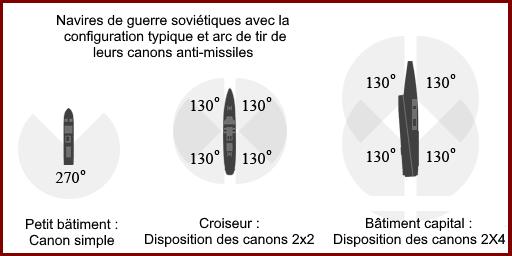 Navires de guerre soviétiques avec la
configuration typique et arc de tir de
leurs canons anti-missiles
130° 130° 130° 130°
130° 130° 130° 130°
270°
Petit bätiment :
Canon simple
Croiseur :
Disposition des canons 2x2
Bâtiment capital :
Disposition des canons 2X4